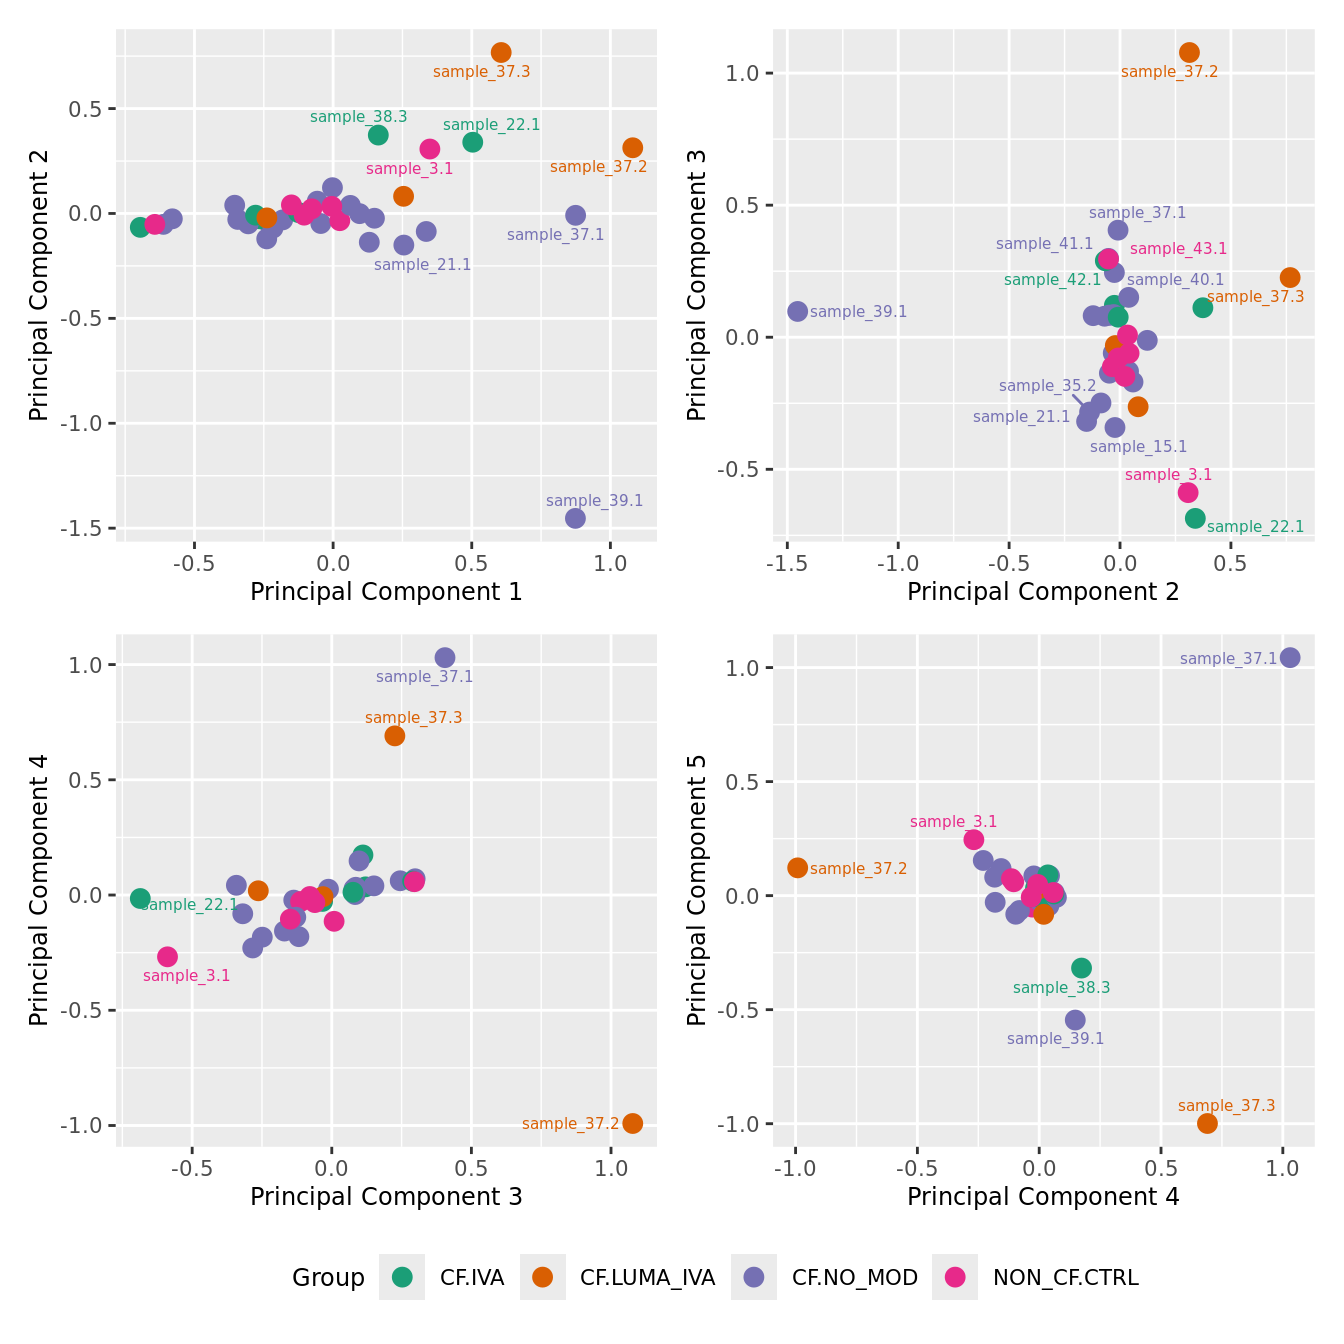 sample_37.3
sample_38.3
sample_22.1
sample_3.1
sample_37.2
sample_37.1
sample_21.1
sample_39.1
0.5
0.0
-0.5
-1.0
-1.5
-0.5 0.0 0.5 1.0
Principal Component 1
Principal Component 2
sample_37.2
sample_37.1
sample_41.1
sample_43.1
sample_42.1
sample_40.1
sample_37.3
sample_39.1
sample_35.2
sample_21.1
sample_15.1
sample_3.1
sample_22.1
1.0
0.5
0.0
-0.5
-1.5 -1.0 -0.5 0.0 0.5
Principal Component 2
Principal Component 3
sample_37.1
sample_37.3
sample_22.1
sample_3.1
sample_37.2
1.0
0.5
0.0
-0.5
-1.0
-0.5 0.0 0.5 1.0
Principal Component 3
Principal Component 4
sample_37.1
sample_3.1
sample_37.2
sample_38.3
sample_39.1
sample_37.3
1.0
0.5
0.0
-0.5
-1.0
-1.0 -0.5 0.0 0.5 1.0
Principal Component 4
Principal Component 5
Group CF.IVA CF.LUMA_IVA CF.NO_MOD NON_CF.CTRL